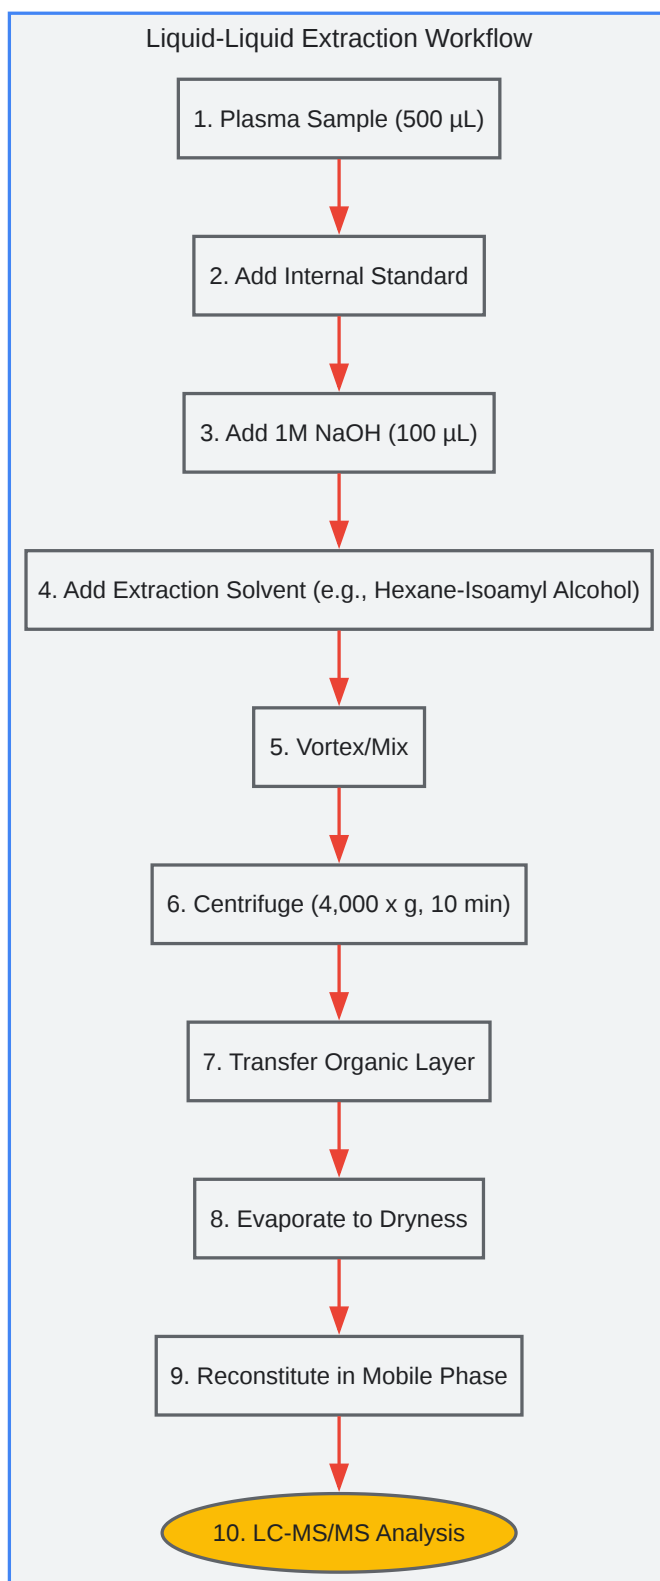 Liquid-Liquid Extraction Workflow
1. Plasma Sample (500 µL)
2. Add Internal Standard
3. Add 1M NaOH (100 µL)
4. Add Extraction Solvent (e.g., Hexane-Isoamyl Alcohol)
5. Vortex/Mix
6. Centrifuge (4,000 x g, 10 min)
7. Transfer Organic Layer
8. Evaporate to Dryness
9. Reconstitute in Mobile Phase
10. LC-MS/MS Analysis